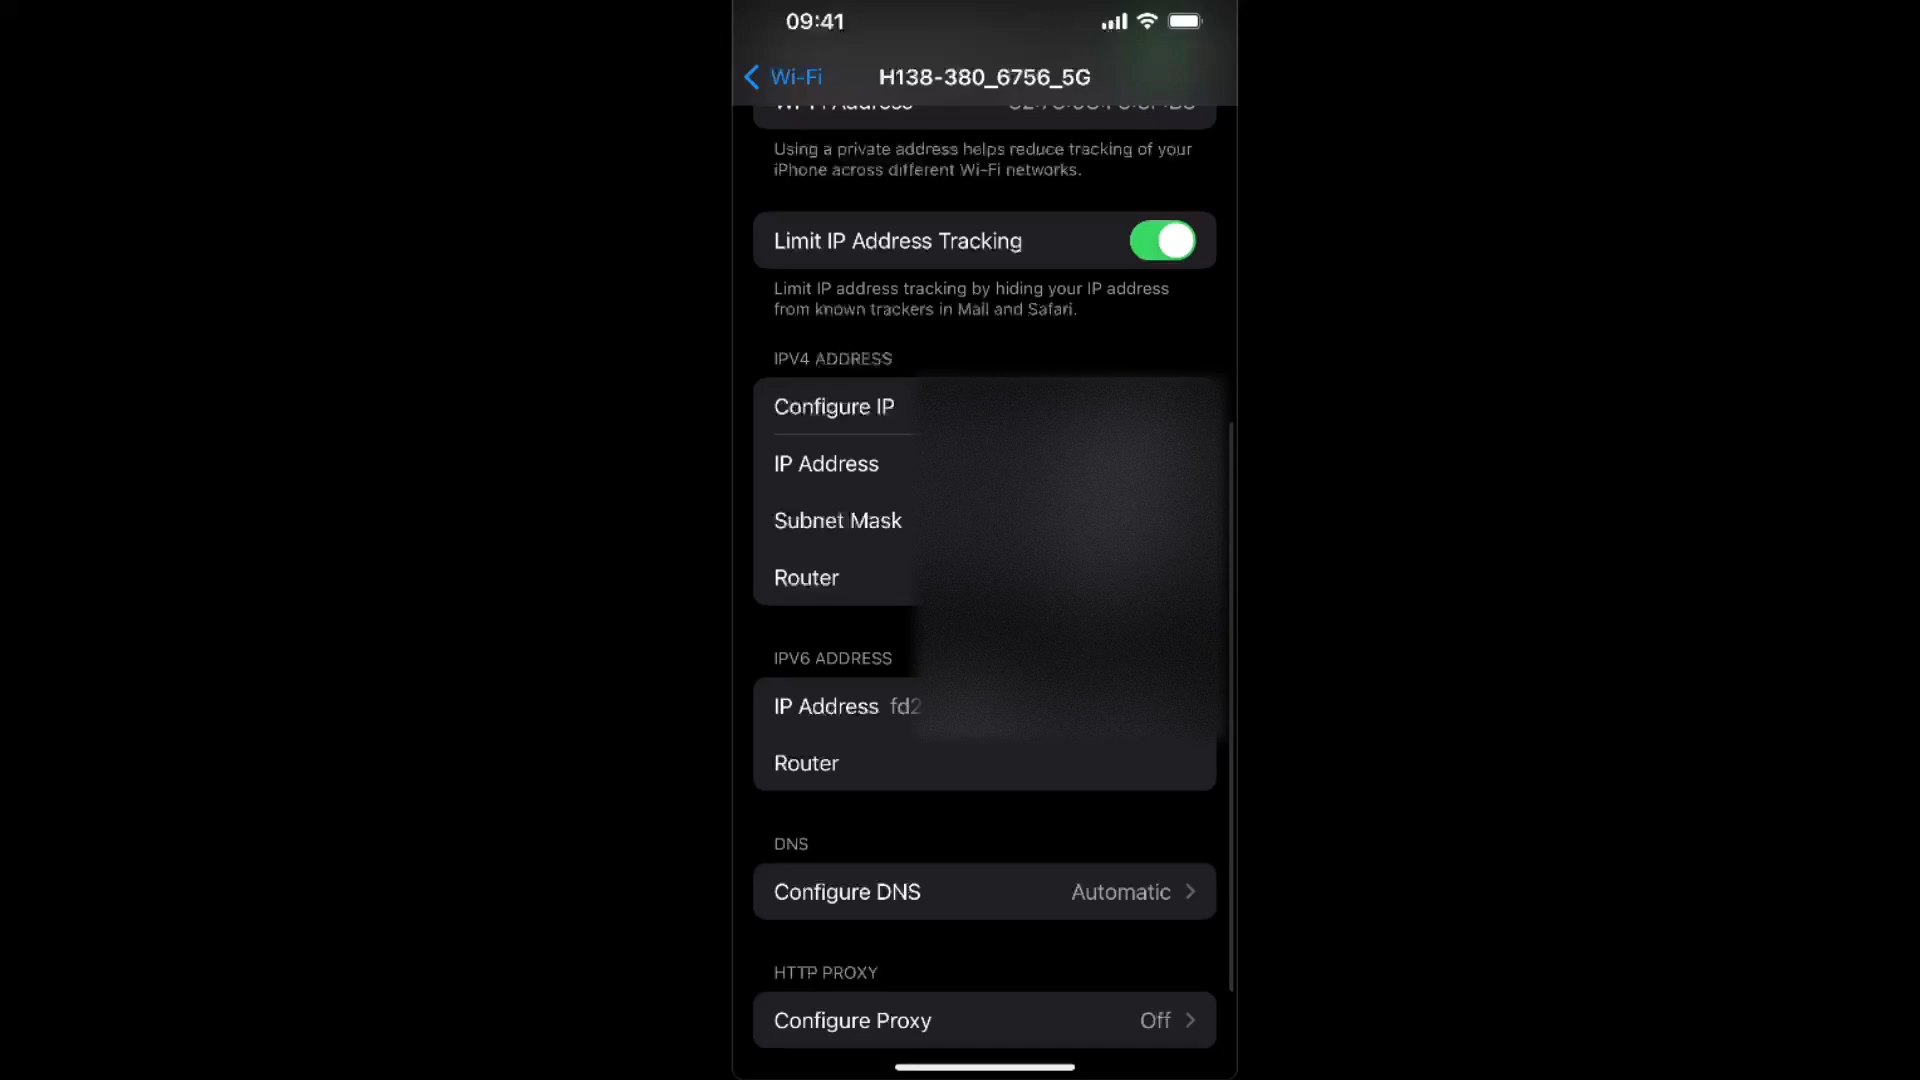 09:41
Wi-Fi
H138-380_6756_5G
Wi-Fi Address
Using a private address helps reduce tracking of your
iPhone across different Wi-Fi networks.
Limit IP Address Tracking
Limit IP address tracking by hiding your IP address
from known trackers in Mail and Safari.
IPV4 ADDRESS
Configure IP
IP Address
Subnet Mask
Router
IPV6 ADDRESS
IP Address fd2
Router
DNS
Configure DNS Automatic
HTTP PROXY
Configure Proxy Off